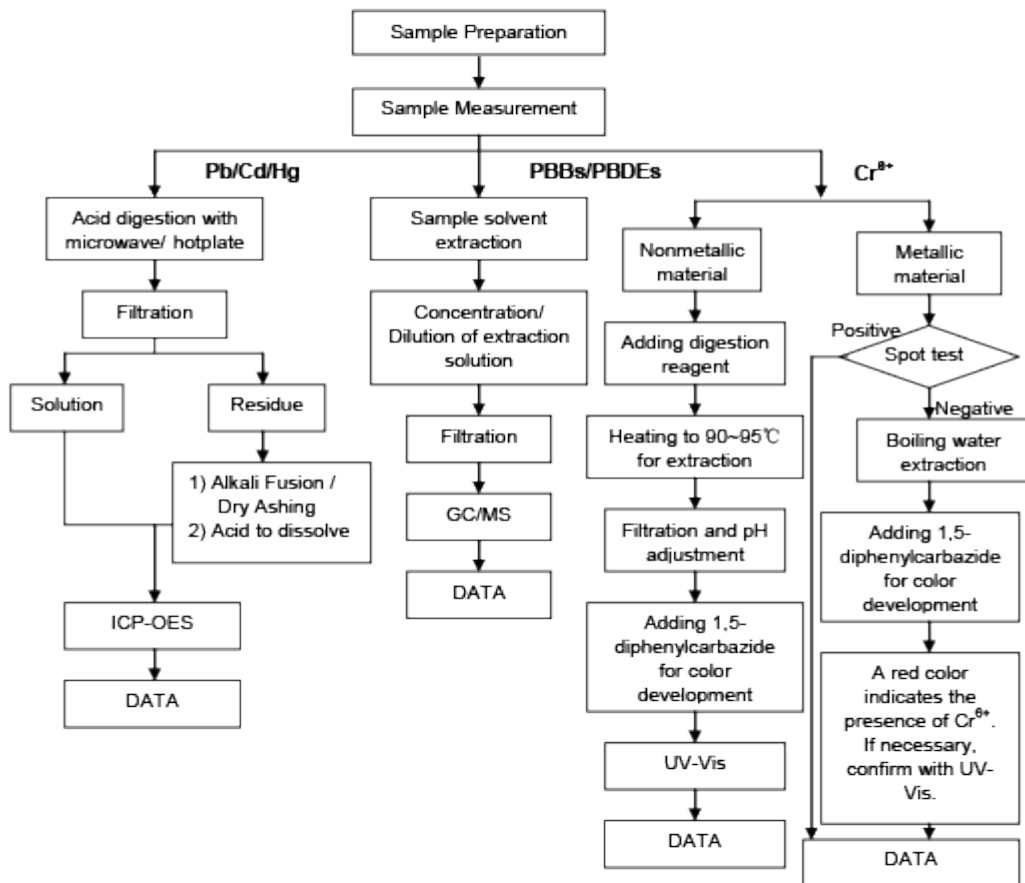 Sample Preparation
Sample Measurement
Pb/Cd/Hg
PBBs/PBDEs
Cr⁶⁺
Acid digestion with
microwave/ hotplate
Filtration
Solution
Residue
1) Alkali Fusion /
Dry Ashing
2) Acid to dissolve
ICP-OES
DATA
Sample solvent
extraction
Concentration/
Dilution of extraction
solution
Filtration
GC/MS
DATA
Nonmetallic
material
Adding digestion
reagent
Heating to 90~95℃
for extraction
Filtration and pH
adjustment
Adding 1,5-
diphenylcarbazide
for color
development
UV-Vis
DATA
Metallic
material
Positive
Spot test
Negative
Boiling water
extraction
Adding 1,5-
diphenylcarbazide
for color
development
A red color
indicates the
presence of Cr⁶⁺.
If necessary,
confirm with UV-
Vis.
DATA